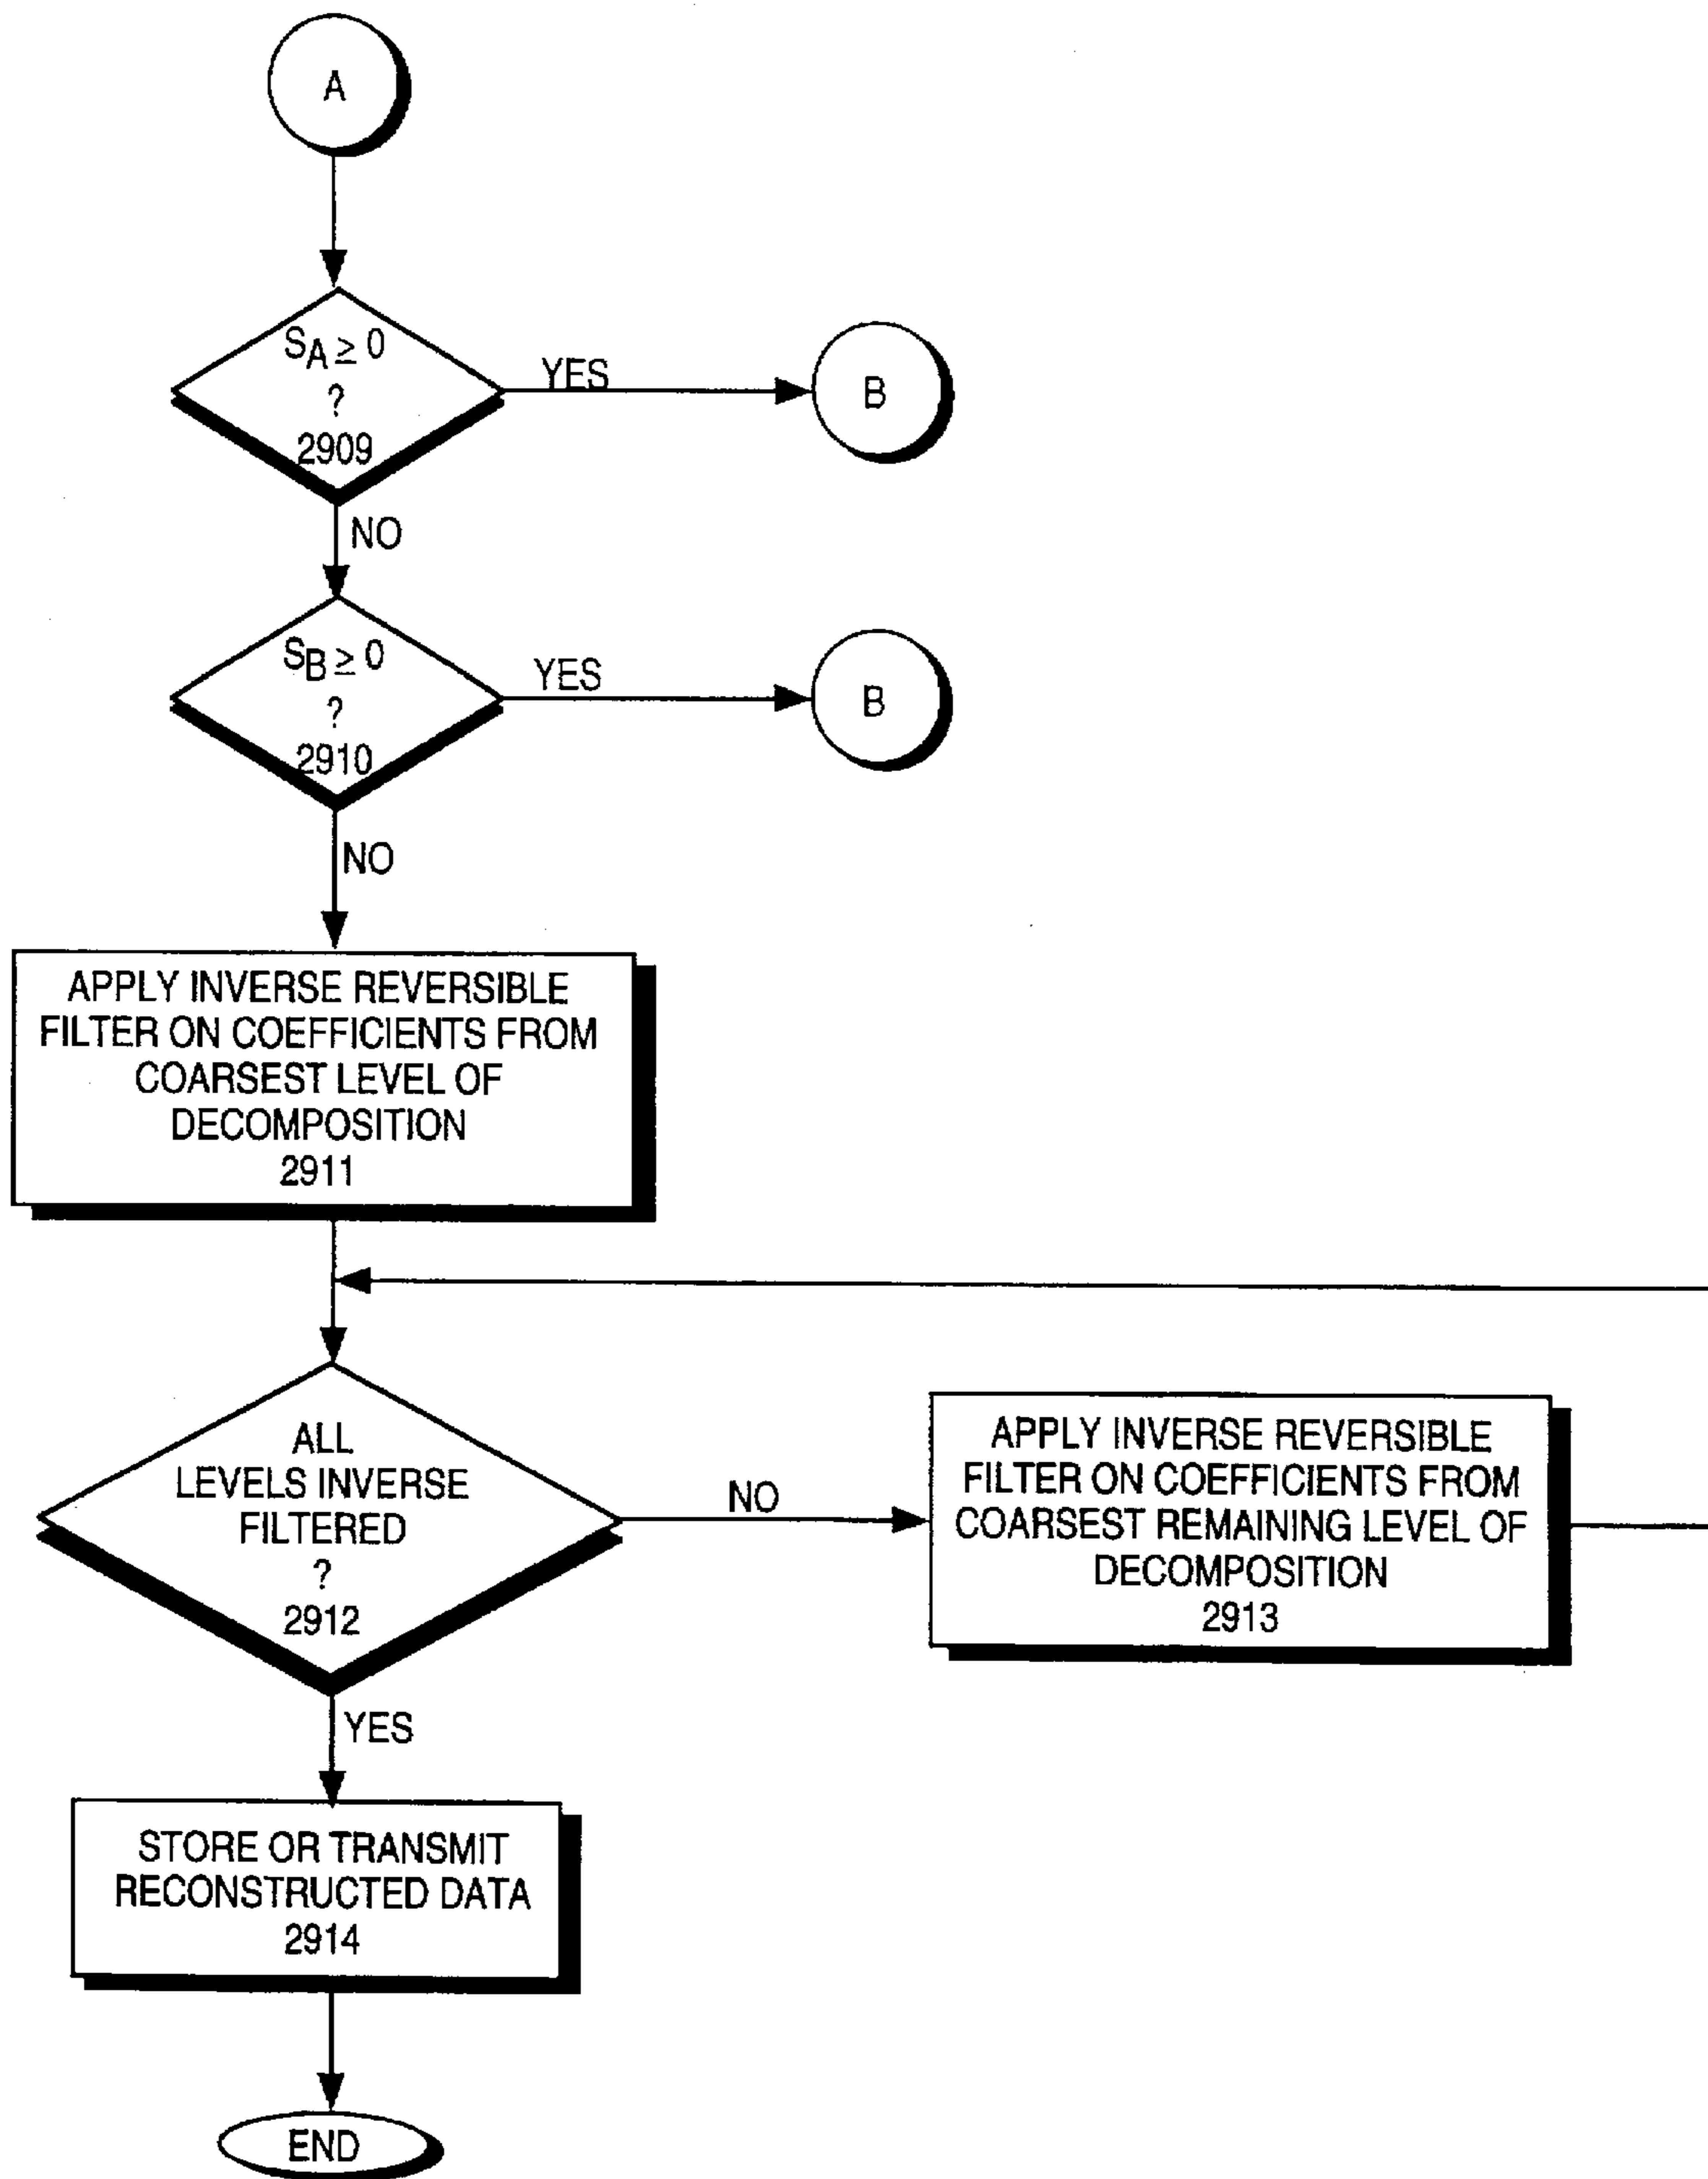 A
SA ≥ 0
?
2909
YES
B
NO
SB ≥ 0
?
2910
YES
B
NO
APPLY INVERSE REVERSIBLE
FILTER ON COEFFICIENTS FROM
COARSEST LEVEL OF
DECOMPOSITION
2911
ALL
LEVELS INVERSE
FILTERED
?
2912
NO
APPLY INVERSE REVERSIBLE
FILTER ON COEFFICIENTS FROM
COARSEST REMAINING LEVEL OF
DECOMPOSITION
2913
YES
STORE OR TRANSMIT
RECONSTRUCTED DATA
2914
END